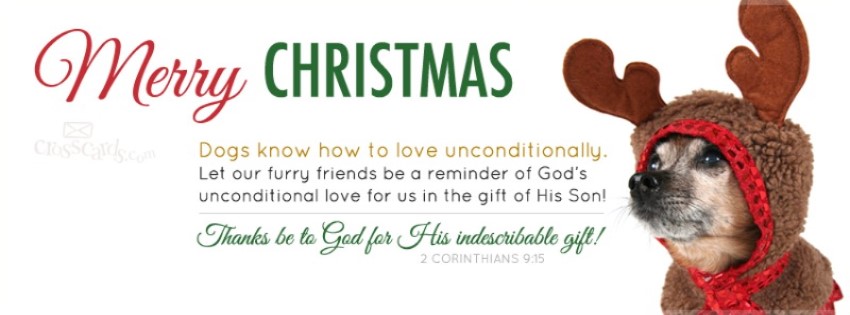 Merry CHRISTMAS
crosscards.com
Dogs know how to love unconditionally.
Let our furry friends be a reminder of God's
unconditional love for us in the gift of His Son!
Thanks be to God for His indescribable gift!
2 CORINTHIANS 9:15